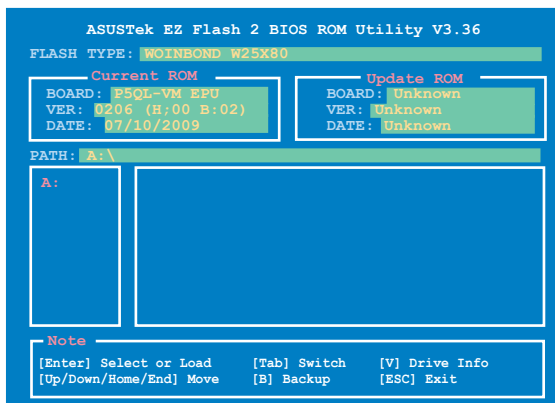 ASUSTek EZ Flash 2 BIOS ROM Utility V3.36
FLASH TYPE: WOINBOND W25X80
Current ROM
BOARD: P5QL-VM EPU
VER: 0206 (H;00 B:02)
DATE: 07/10/2009
Update ROM
BOARD: Unknown
VER: Unknown
DATE: Unknown
PATH: A:\
A:
Note
[Enter] Select or Load [Tab] Switch [V] Drive Info
[Up/Down/Home/End] Move [B] Backup [ESC] Exit